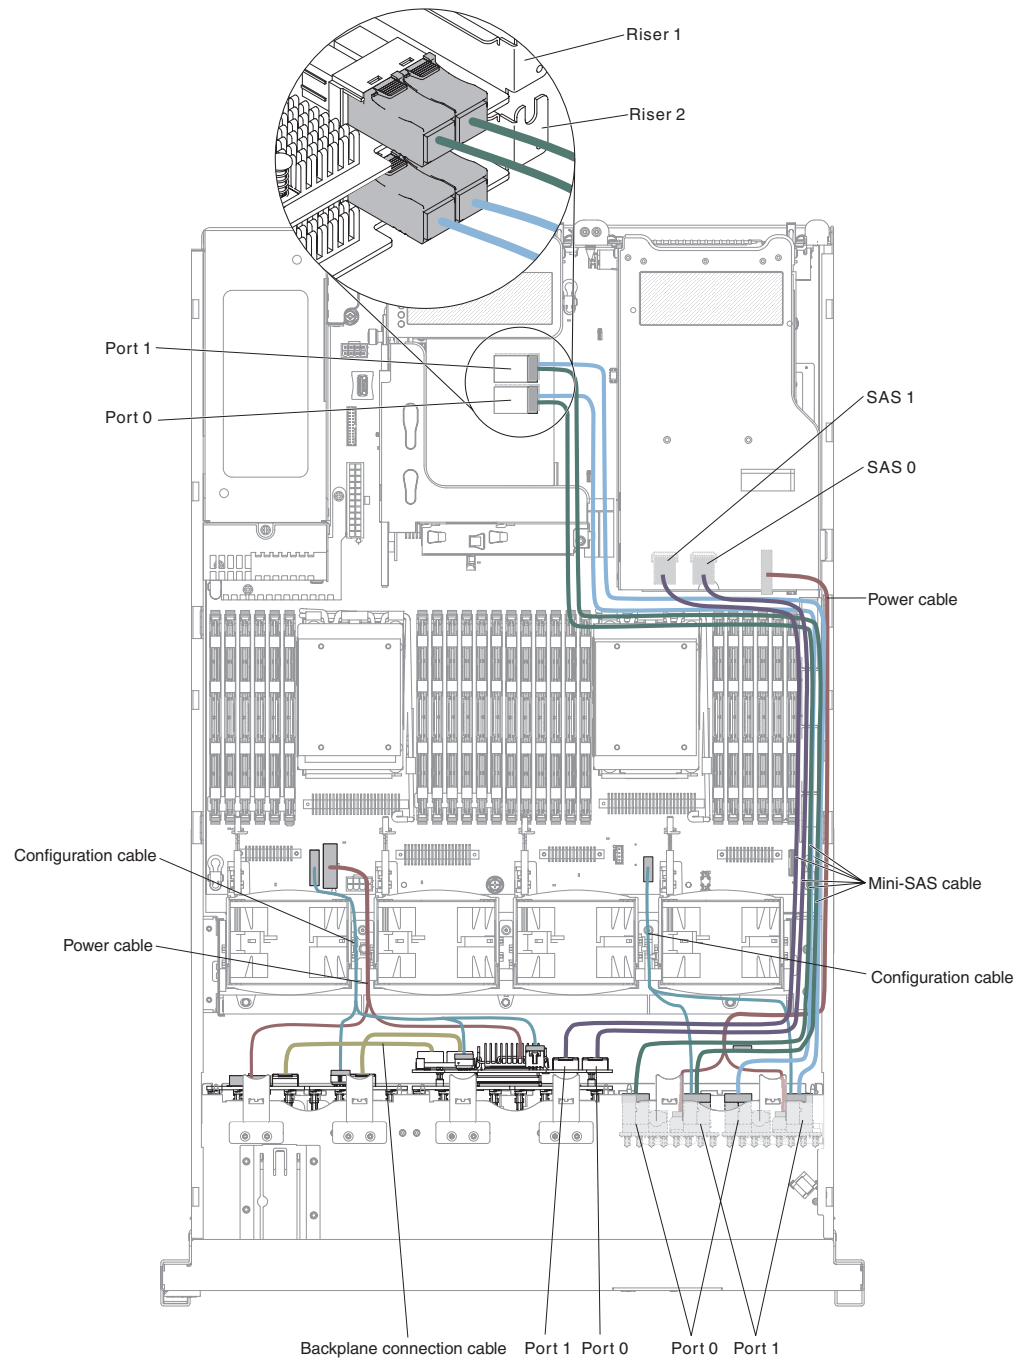 Riser 1
Riser 2
Port 1
Port 0
SAS 1
SAS 0
Power cable
Configuration cable
Mini-SAS cable
Power cable
Configuration cable
Backplane connection cable
Port 1
Port 0
Port 0
Port 1